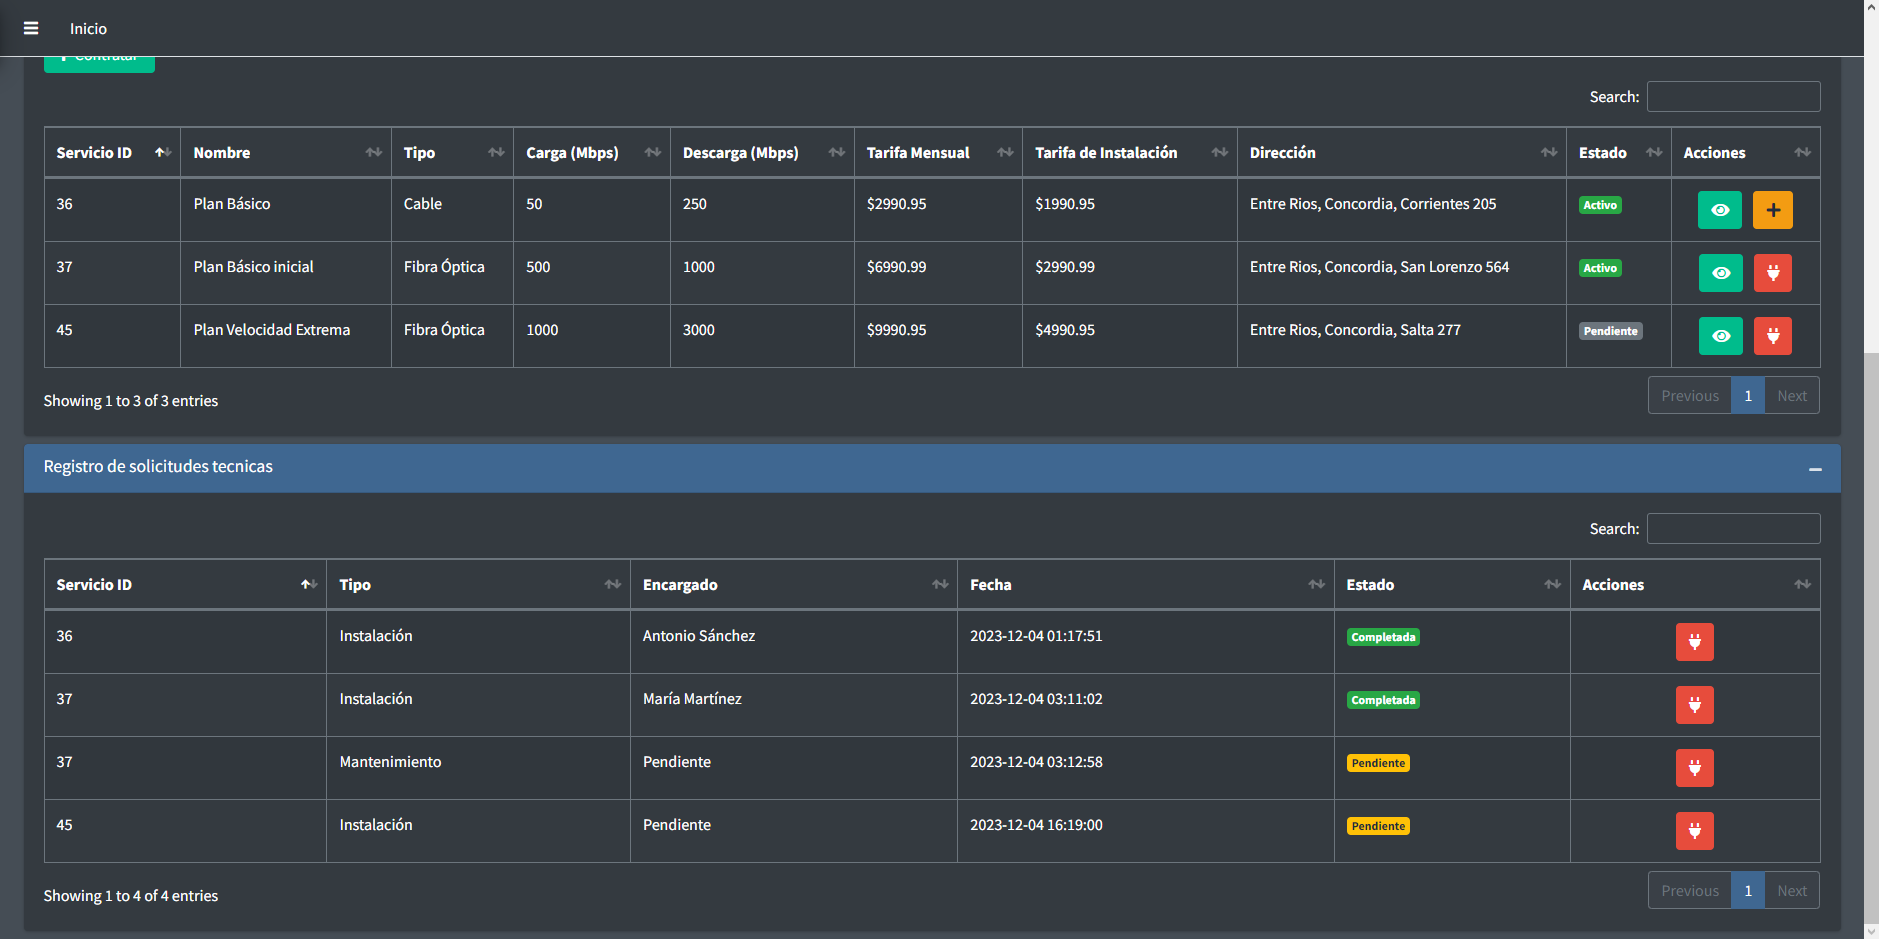 Inicio
Contratar
Search:
Servicio ID Nombre Tipo Carga (Mbps) Descarga (Mbps) Tarifa Mensual Tarifa de Instalación Dirección Estado Acciones
36 Plan Básico Cable 50 250 $2990.95 $1990.95 Entre Rios, Concordia, Corrientes 205 Activo
37 Plan Básico inicial Fibra Óptica 500 1000 $6990.99 $2990.99 Entre Rios, Concordia, San Lorenzo 564 Activo
45 Plan Velocidad Extrema Fibra Óptica 1000 3000 $9990.95 $4990.95 Entre Rios, Concordia, Salta 277 Pendiente
Showing 1 to 3 of 3 entries
Previous 1 Next
Registro de solicitudes tecnicas
Search:
Servicio ID Tipo Encargado Fecha Estado Acciones
36 Instalación Antonio Sánchez 2023-12-04 01:17:51 Completada
37 Instalación María Martínez 2023-12-04 03:11:02 Completada
37 Mantenimiento Pendiente 2023-12-04 03:12:58 Pendiente
45 Instalación Pendiente 2023-12-04 16:19:00 Pendiente
Showing 1 to 4 of 4 entries
Previous 1 Next